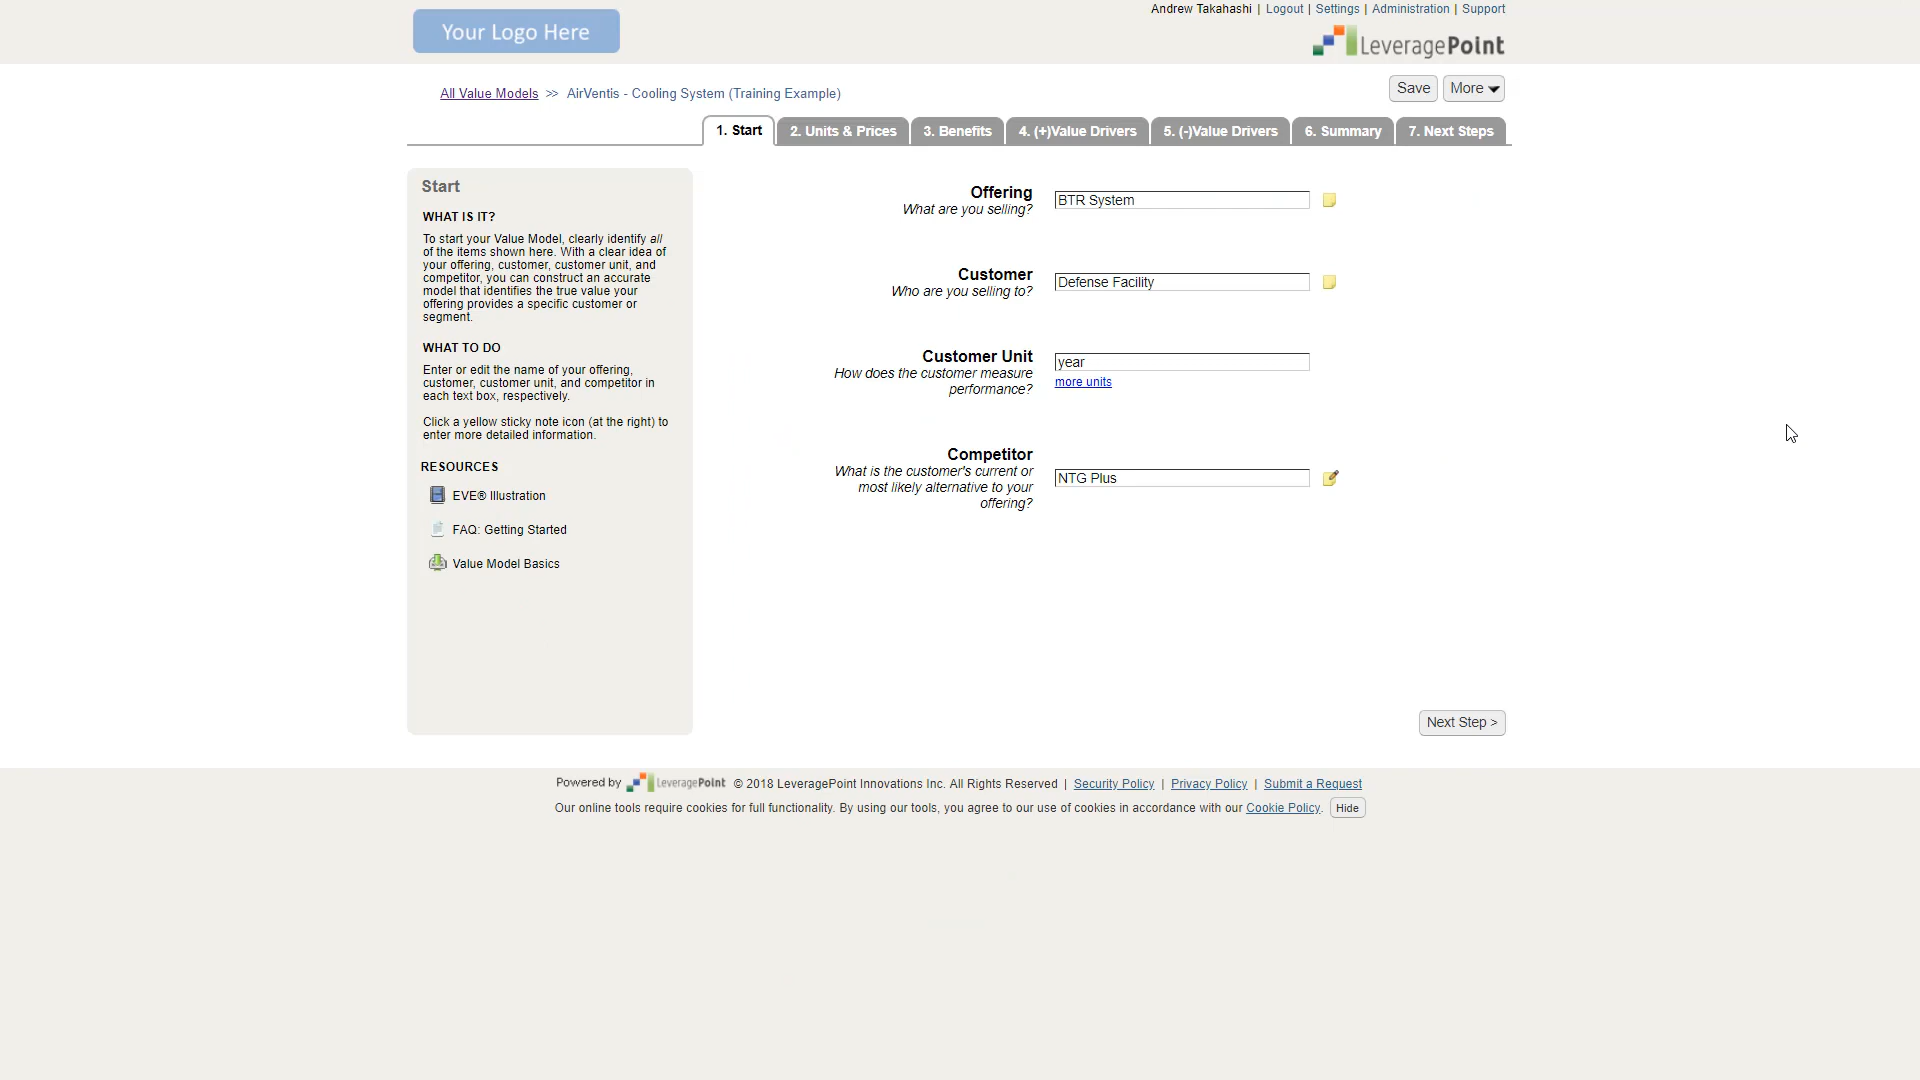 Your Logo Here
Andrew Takahashi | Logout | Settings | Administration | Support
LeveragePoint
All Value Models >> AirVentis - Cooling System (Training Example)
Save
More
1. Start
2. Units & Prices
3. Benefits
4. (+)Value Drivers
5. (-)Value Drivers
6. Summary
7. Next Steps
Start
WHAT IS IT?
To start your Value Model, clearly identify all
of the items shown here. With a clear idea of
your offering, customer, customer unit, and
competitor, you can construct an accurate
model that identifies the true value your
offering provides a specific customer or
segment.
WHAT TO DO
Enter or edit the name of your offering,
customer, customer unit, and competitor in
each text box, respectively.
Click a yellow sticky note icon (at the right) to
enter more detailed information.
RESOURCES
EVE® Illustration
FAQ: Getting Started
Value Model Basics
Offering
What are you selling?
BTR System
Customer
Who are you selling to?
Defense Facility
Customer Unit
How does the customer measure
performance?
year
more units
Competitor
What is the customer's current or
most likely alternative to your
offering?
NTG Plus
Next Step >
Powered by LeveragePoint © 2018 LeveragePoint Innovations Inc. All Rights Reserved | Security Policy | Privacy Policy | Submit a Request
Our online tools require cookies for full functionality. By using our tools, you agree to our use of cookies in accordance with our Cookie Policy. Hide